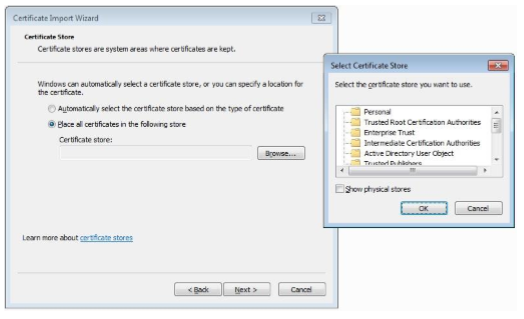 Certificate Import Wizard
Certificate Store
Certificate stores are system areas where certificates are kept.
Windows can automatically select a certificate store, or you can specify a location for
the certificate.
Automatically select the certificate store based on the type of certificate
Place all certificates in the following store
Certificate store:
Browse...
Learn more about certificate stores
< Back
Next >
Cancel
Select Certificate Store
Select the certificate store you want to use.
Personal
Trusted Root Certification Authorities
Enterprise Trust
Intermediate Certification Authorities
Active Directory User Object
Trusted Publishers
Show physical stores
OK
Cancel